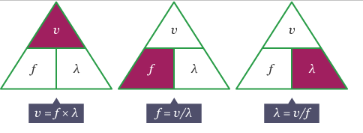 v
f λ
v = f × λ
v
f λ
f = v/λ
v
f λ
λ = v/f